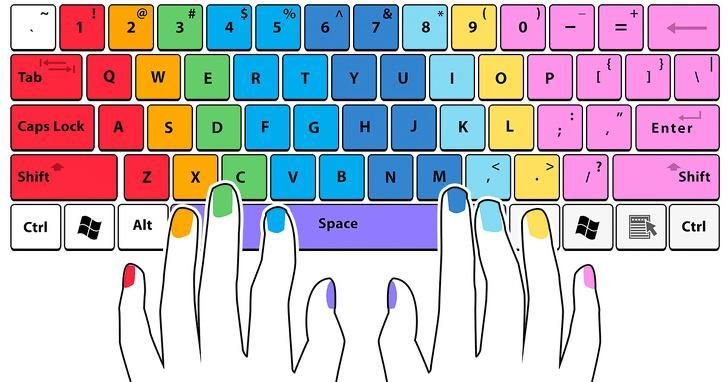 ` ~ 1 ! 2 @ 3 # 4 $ 5 % 6 ^ 7 & 8 * 9 ( 0 ) - _ = +
Tab Q W E R T Y U I O P [ { ] } \ |
Caps Lock A S D F G H J K L ; : , " Enter
Shift Z X C V B N M , < . > / ? Shift
Ctrl Alt Space Ctrl